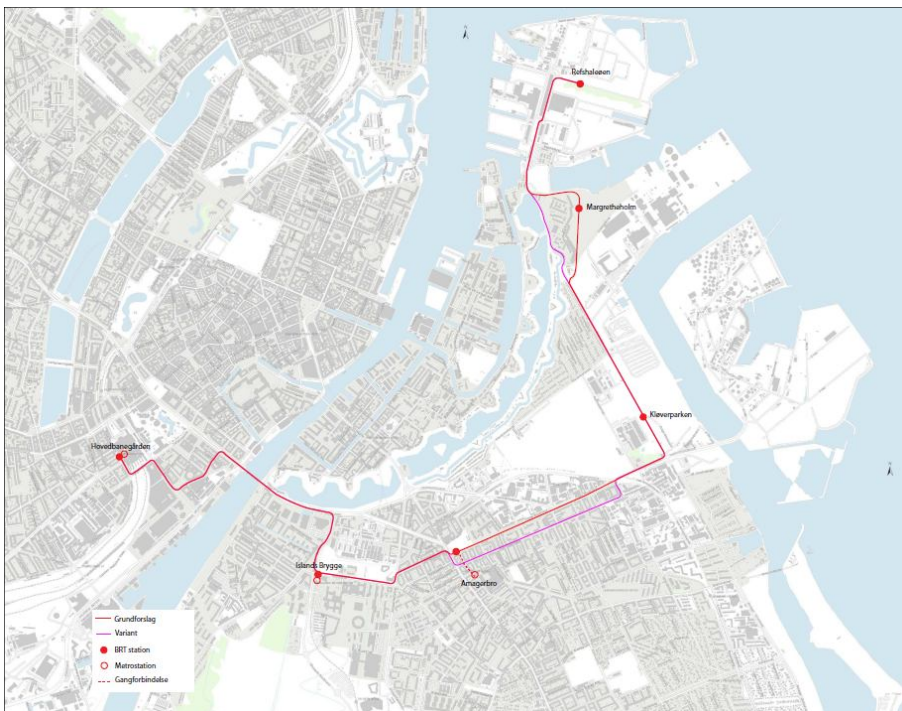 Refshaleøen
Margretheholm
Kløverparken
Hovedbanegården
Islands Brygge
Amagerbro
Grundforslag
Variant
BRT station
Metrostation
Gangforbindelse